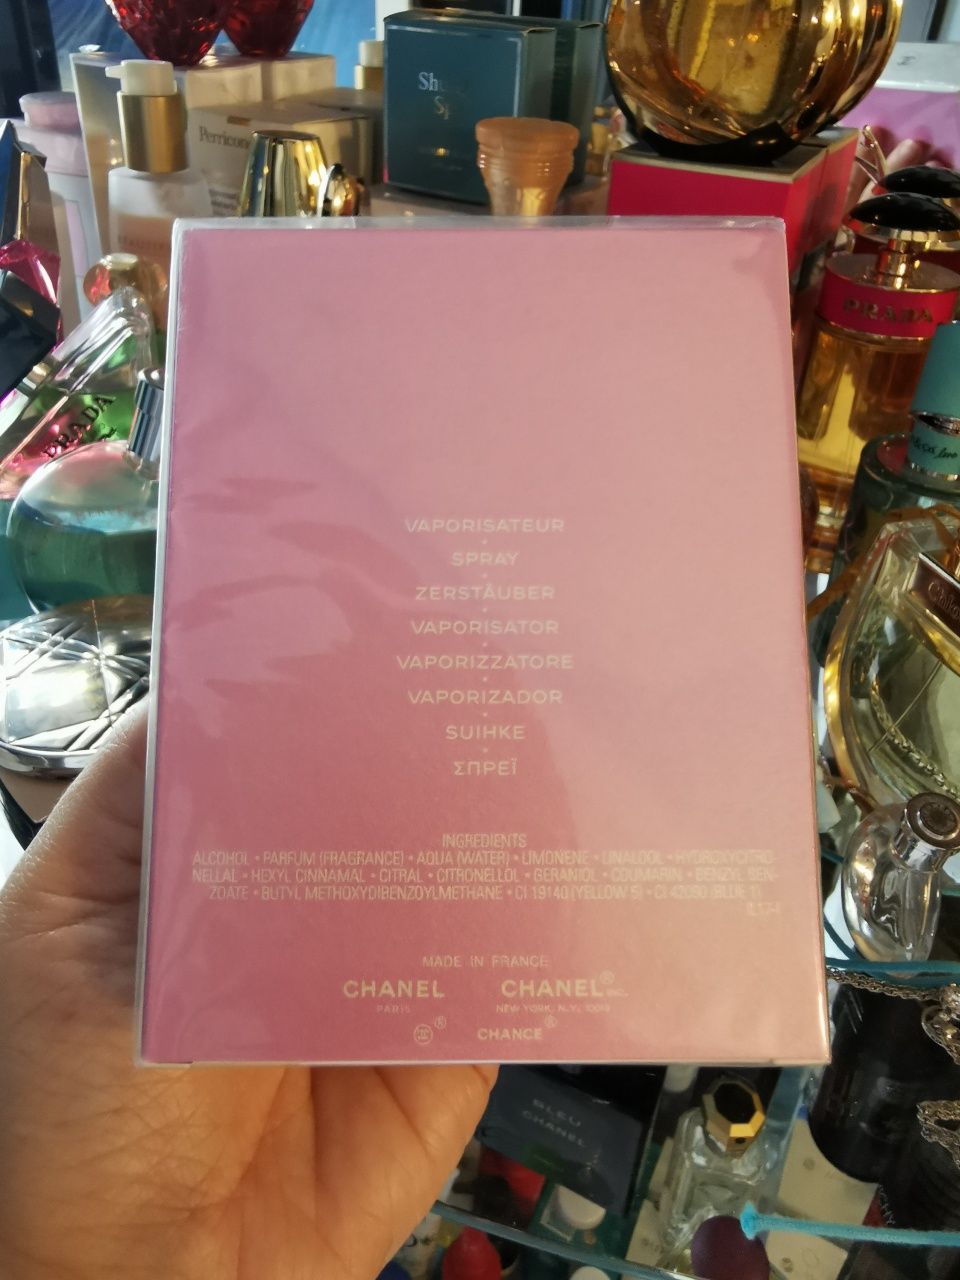 Perricone
PRADA
PRADA
VAPORISATEUR
SPRAY
ZERSTÄUBER
VAPORISATOR
VAPORIZZATORE
VAPORIZADOR
SUIHKE
ΣΠΡΕΪ
INGREDIENTS
ALCOHOL • PARFUM (FRAGRANCE) • AQUA (WATER) • LIMONENE • LINALOOL • HYDROXYCITRO-
NELLAL • HEXYL CINNAMAL • CITRAL • CITRONELLOL • GERANIOL • COUMARIN • BENZYL BEN-
ZOATE • BUTYL METHOXYDIBENZOYLMETHANE • CI 19140 (YELLOW 5) • CI 42090 (BLUE 1)
MADE IN FRANCE
CHANEL CHANEL® INC.
PARIS NEW YORK, N.Y. 10019
® CHANCE®
BLEU
CHANEL